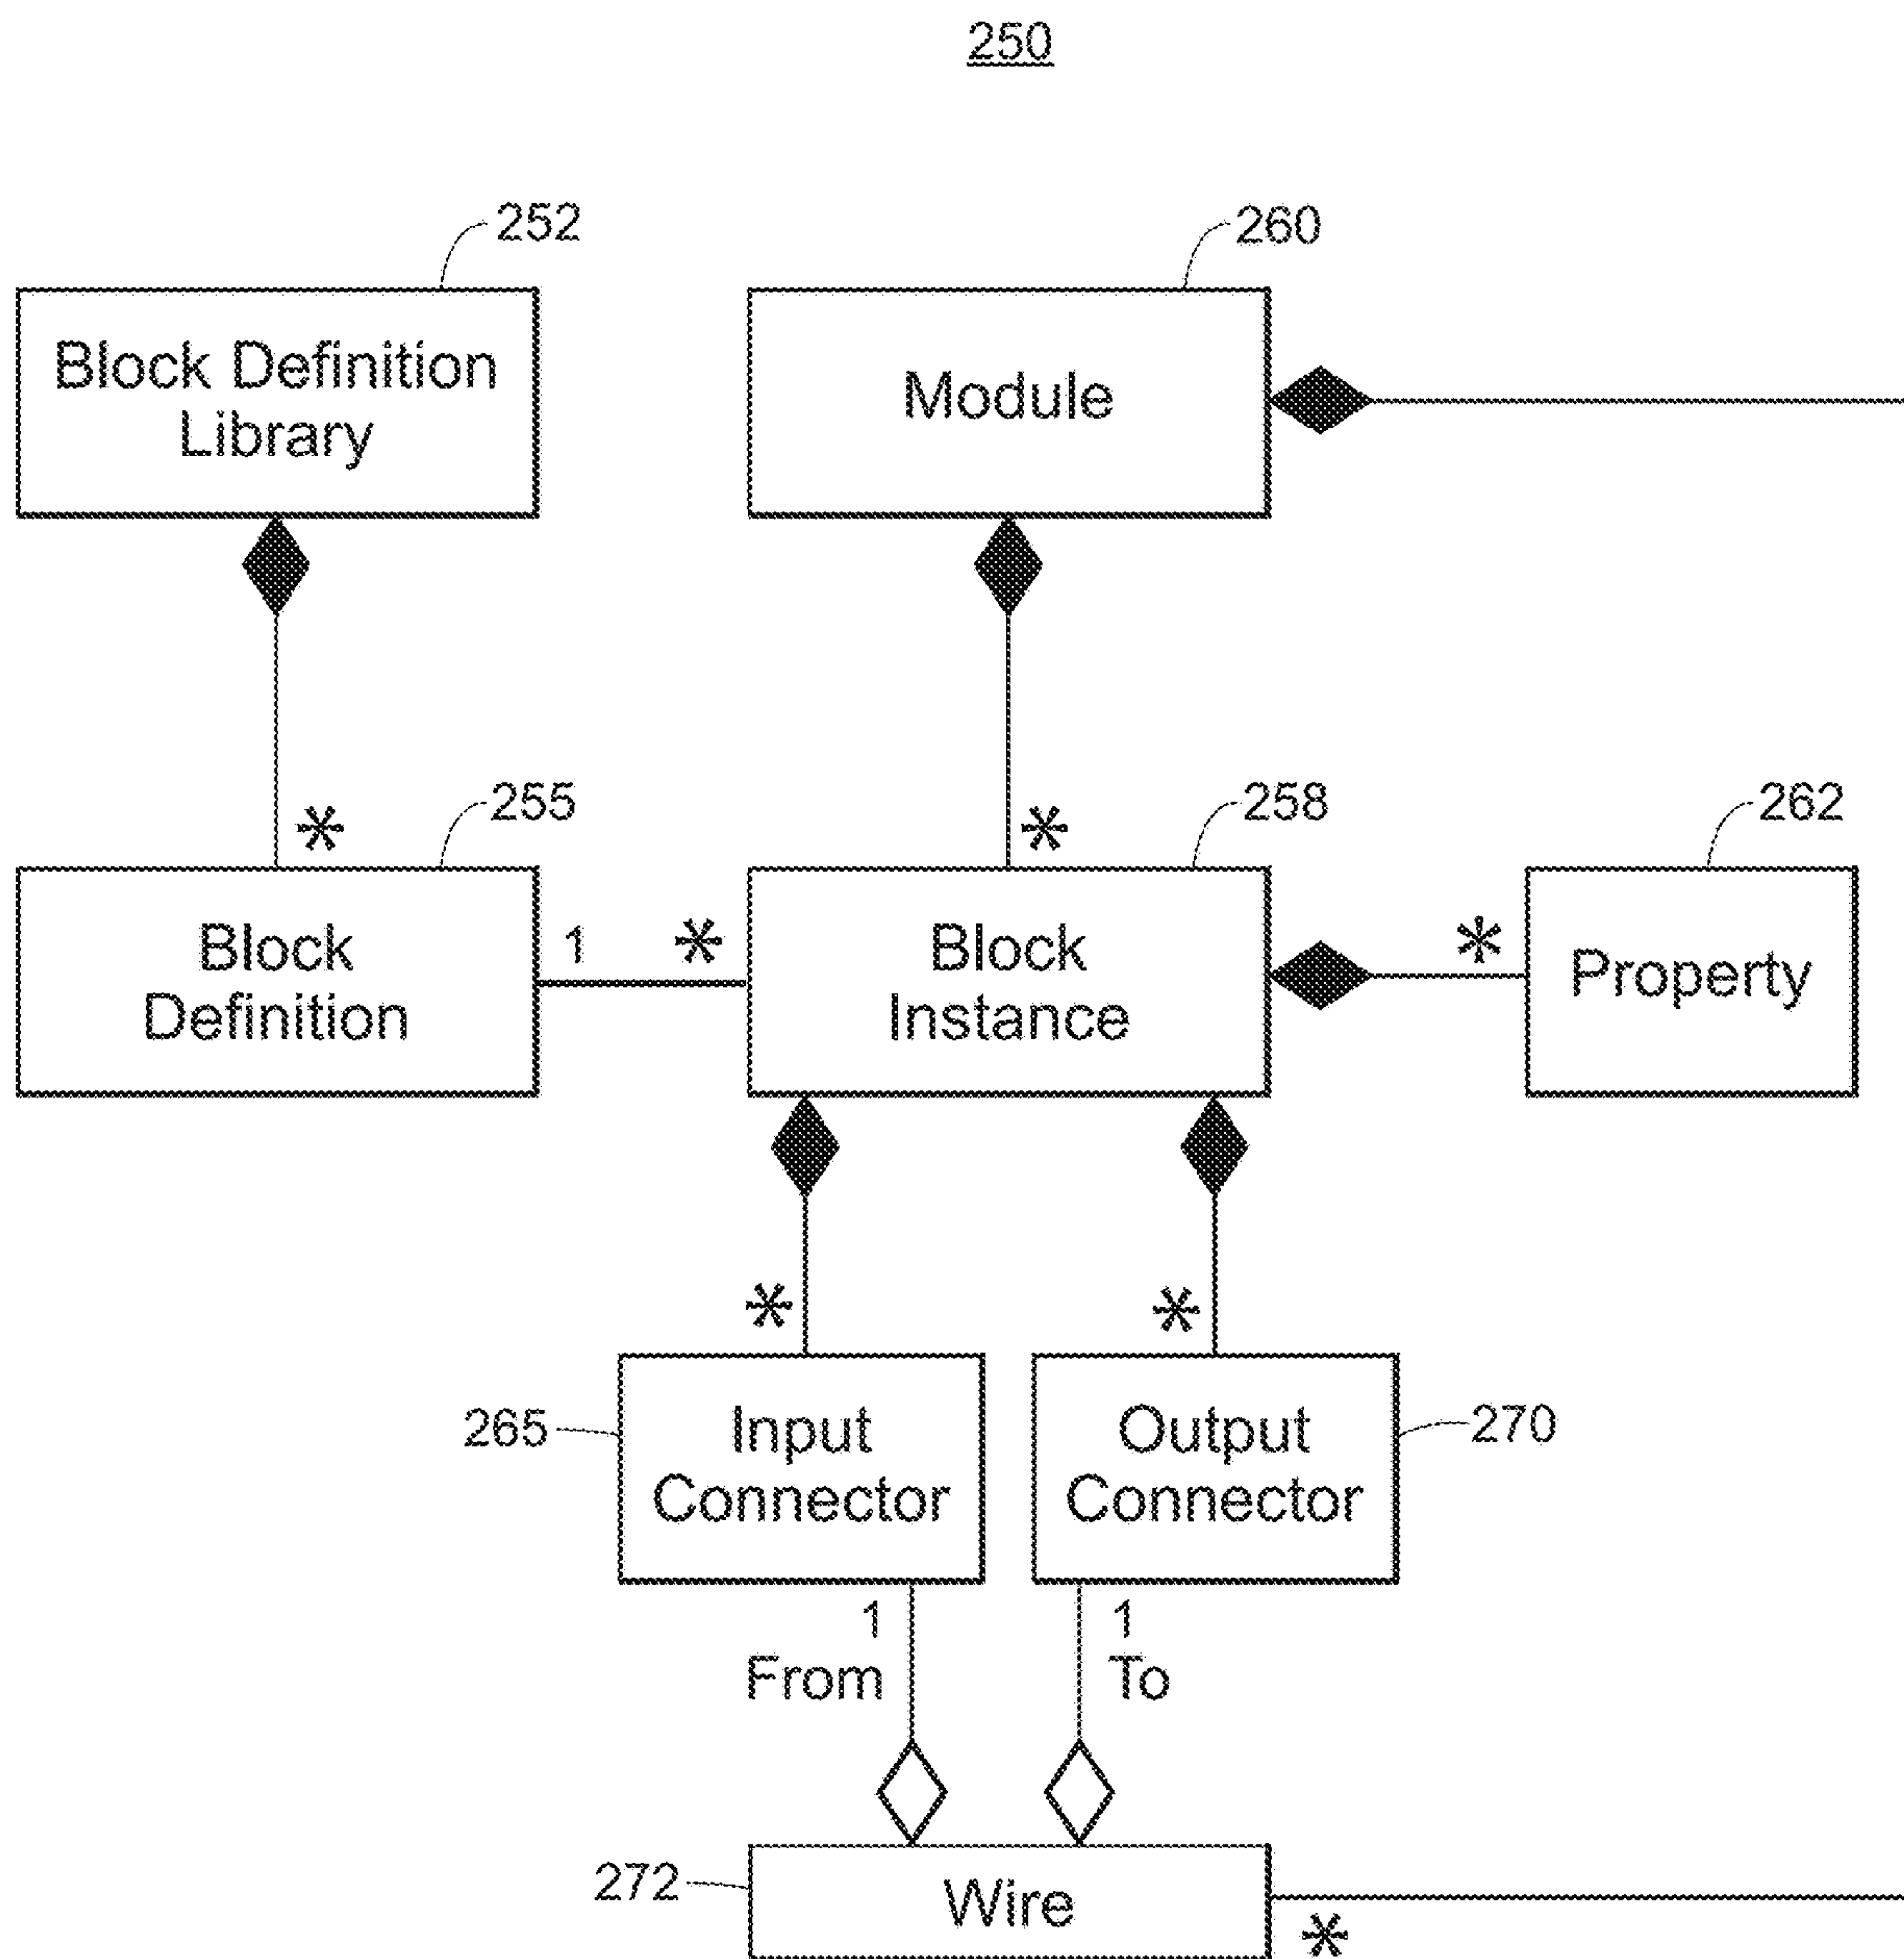 250
252
260
Block Definition
Library
Module
*
255
*
258
262
Block
Definition
1
*
Block
Instance
*
Property
*
*
265
Input
Connector
Output
Connector
270
1
From
1
To
272
Wire
*